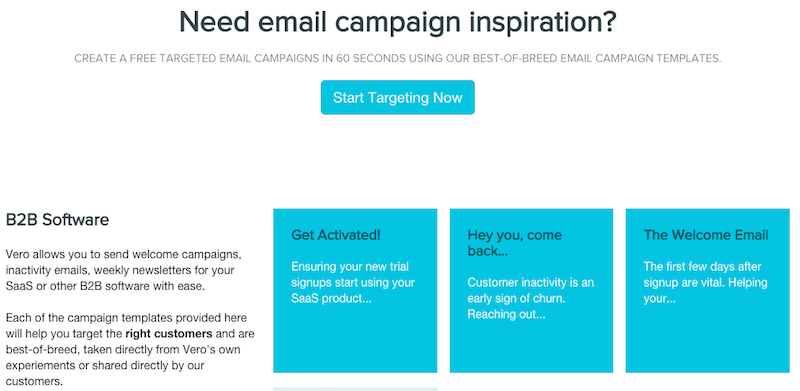 Need email campaign inspiration?
CREATE A FREE TARGETED EMAIL CAMPAIGNS IN 60 SECONDS USING OUR BEST-OF-BREED EMAIL CAMPAIGN TEMPLATES.
Start Targeting Now
B2B Software
Vero allows you to send welcome campaigns,
inactivity emails, weekly newsletters for your
SaaS or other B2B software with ease.
Each of the campaign templates provided here
will help you target the right customers and are
best-of-breed, taken directly from Vero's own
experiements or shared directly by our
customers.
Get Activated!
Ensuring your new trial
signups start using your
SaaS product...
Hey you, come
back...
Customer inactivity is an
early sign of churn.
Reaching out...
The Welcome Email
The first few days after
signup are vital. Helping
your...